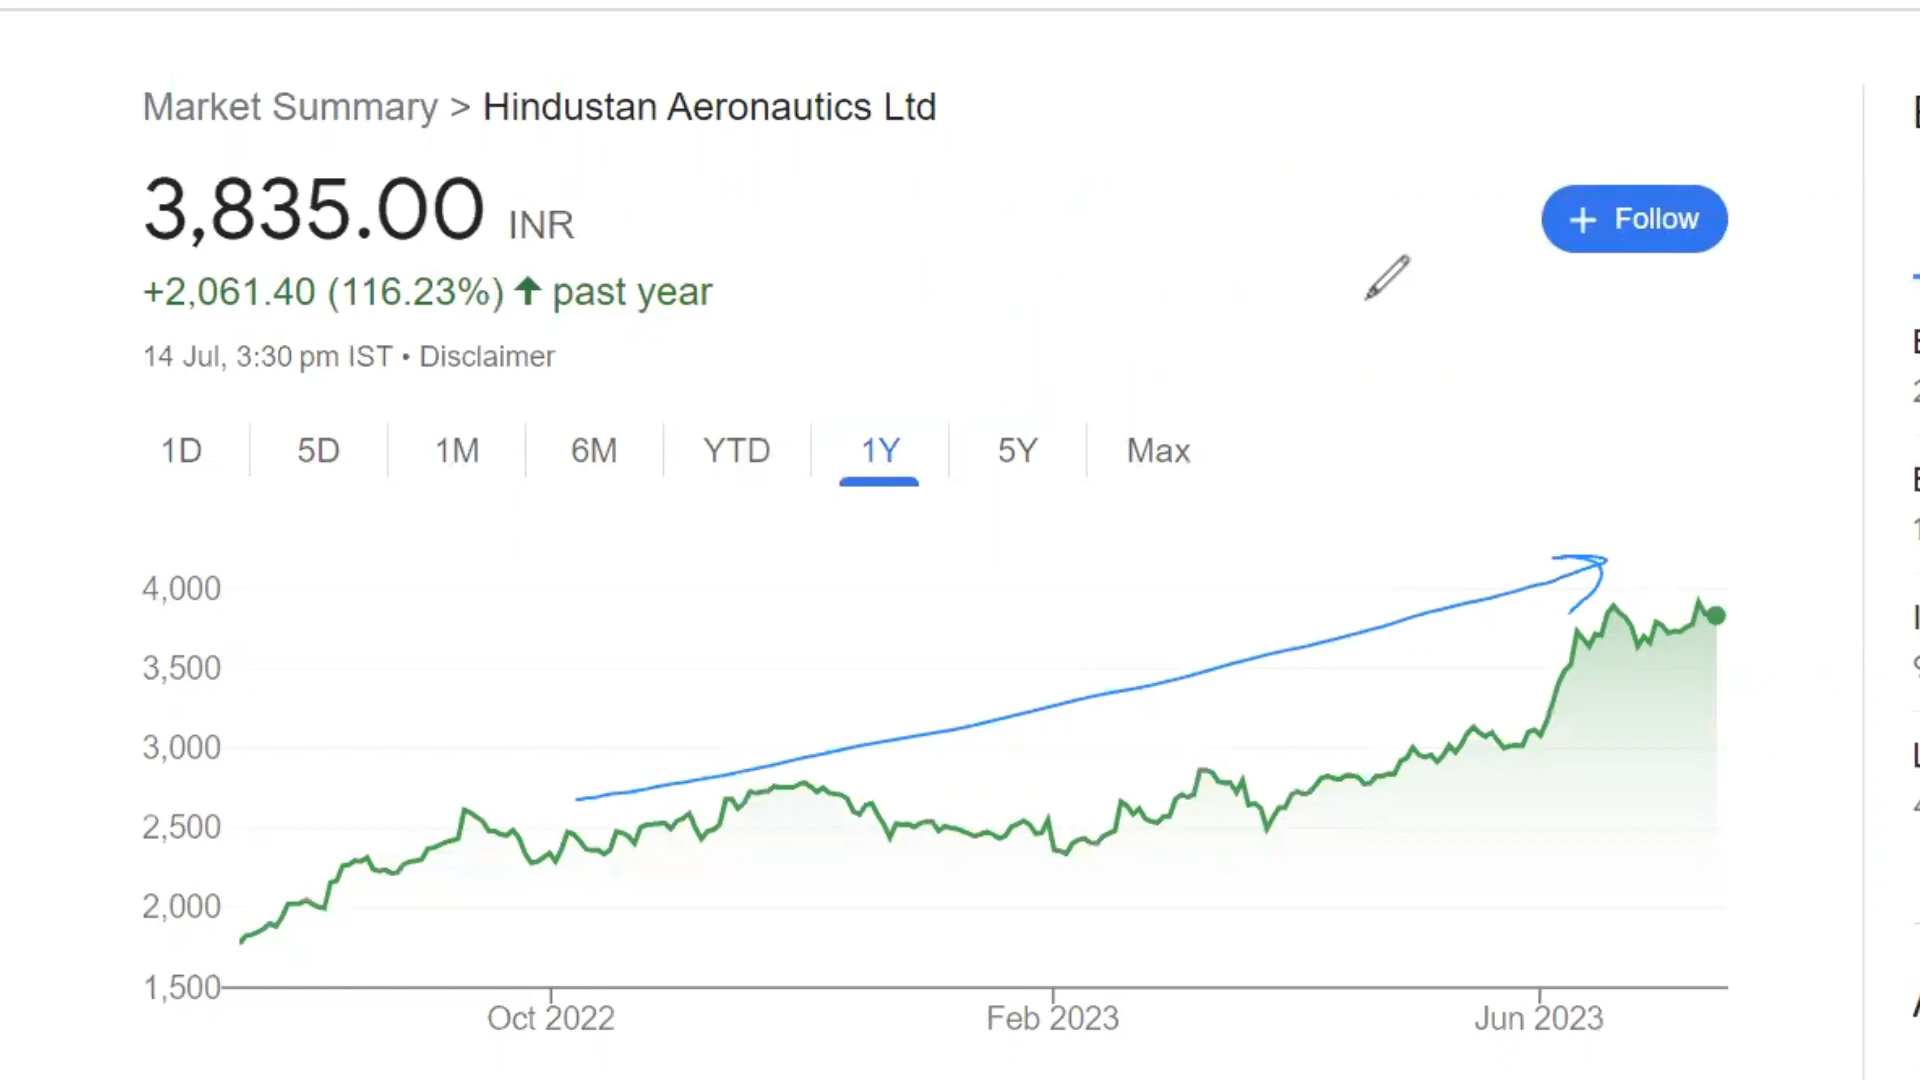 Market Summary > Hindustan Aeronautics Ltd
3,835.00 INR
+ Follow
+2,061.40 (116.23%) ↑ past year
14 Jul, 3:30 pm IST • Disclaimer
1D 5D 1M 6M YTD 1Y 5Y Max
4,000
3,500
3,000
2,500
2,000
1,500
Oct 2022 Feb 2023 Jun 2023